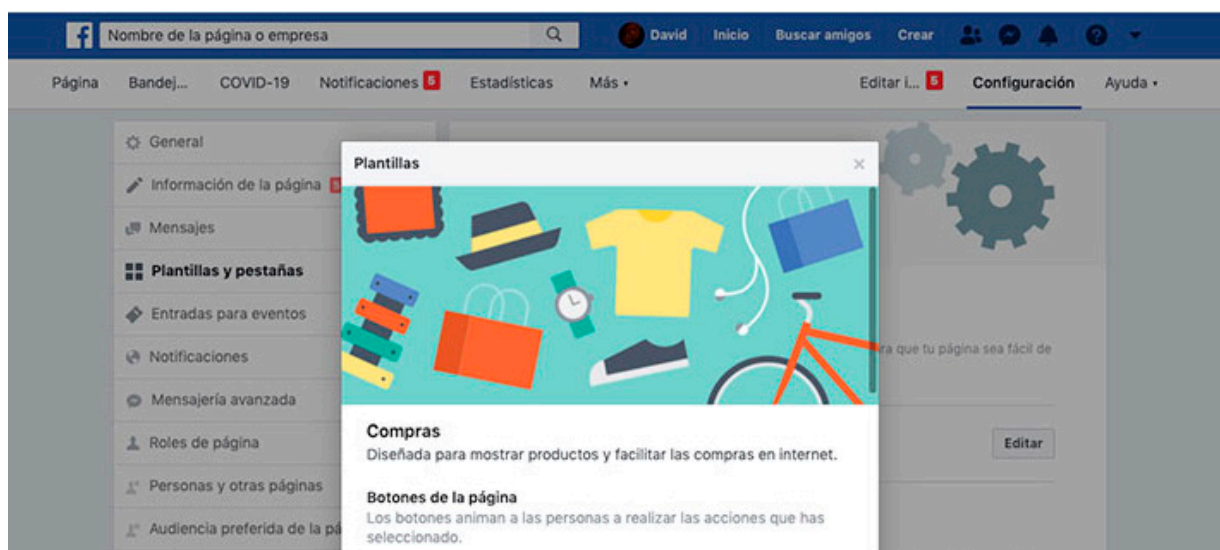 f
Nombre de la página o empresa
David Inicio Buscar amigos Crear
Página Bandej... COVID-19 Notificaciones 5 Estadísticas Más Editar i... 5 Configuración Ayuda
General
Información de la página
Mensajes
Plantillas y pestañas
Entradas para eventos
Notificaciones
Mensajería avanzada
Roles de página
Personas y otras páginas
Audiencia preferida de la
Plantillas
Compras
Diseñada para mostrar productos y facilitar las compras en internet.
Botones de la página
Los botones animan a las personas a realizar las acciones que has
seleccionado.
que tu página sea fácil de
Editar